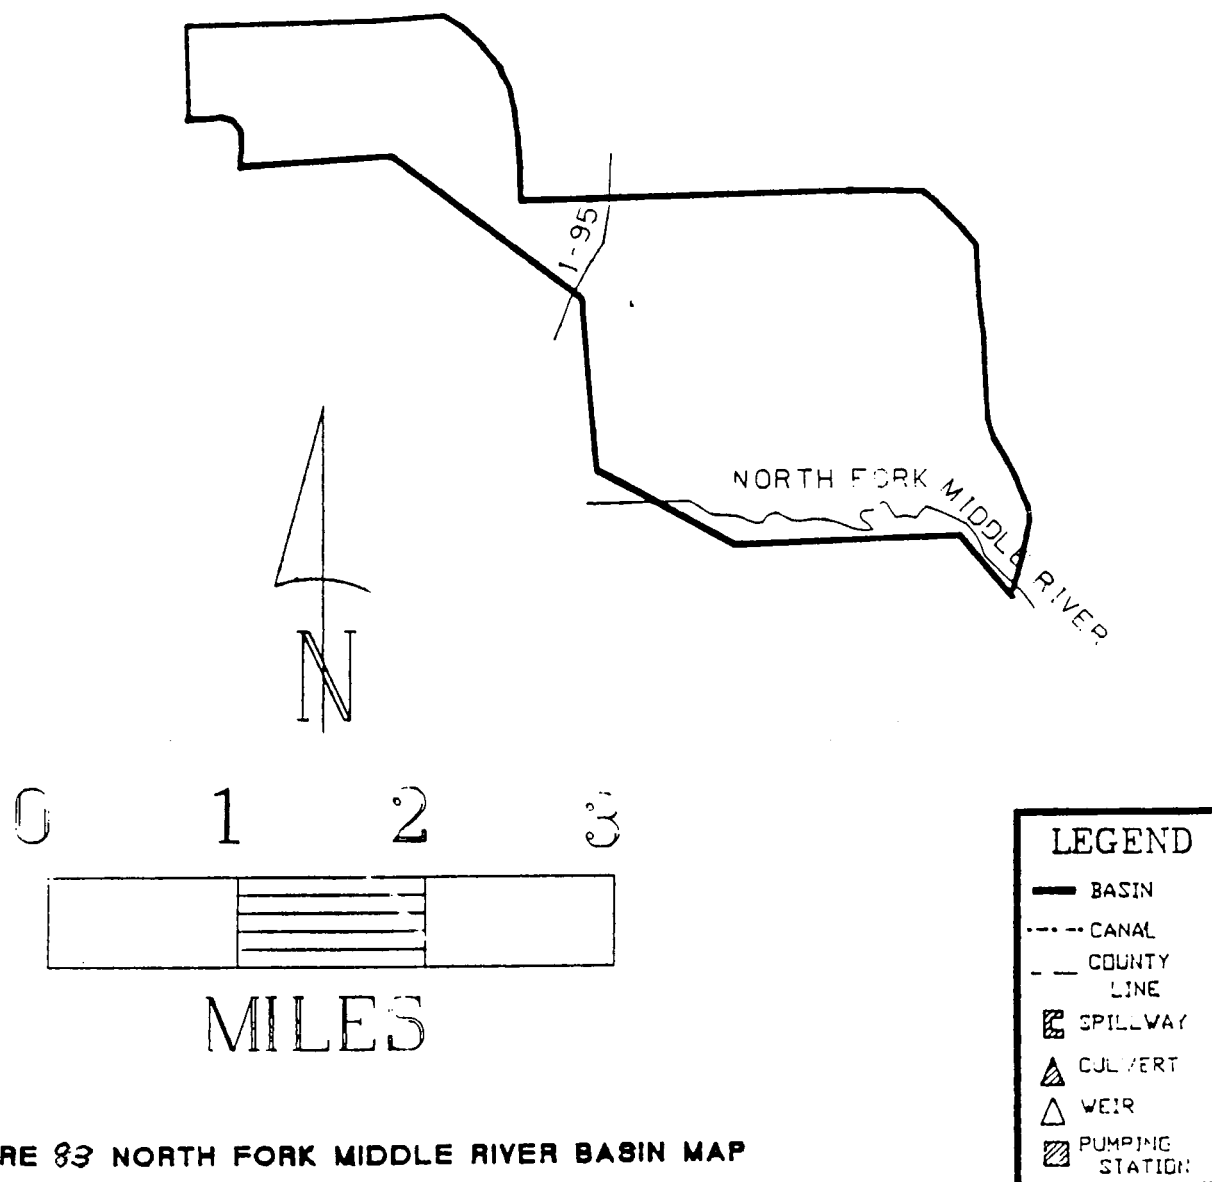 I-95
NORTH FORK MIDDLE RIVER
N
0 1 2 3
MILES
LEGEND
BASIN
CANAL
COUNTY
LINE
SPILLWAY
CULVERT
WEIR
PUMPING
STATION
RE 83 NORTH FORK MIDDLE RIVER BASIN MAP